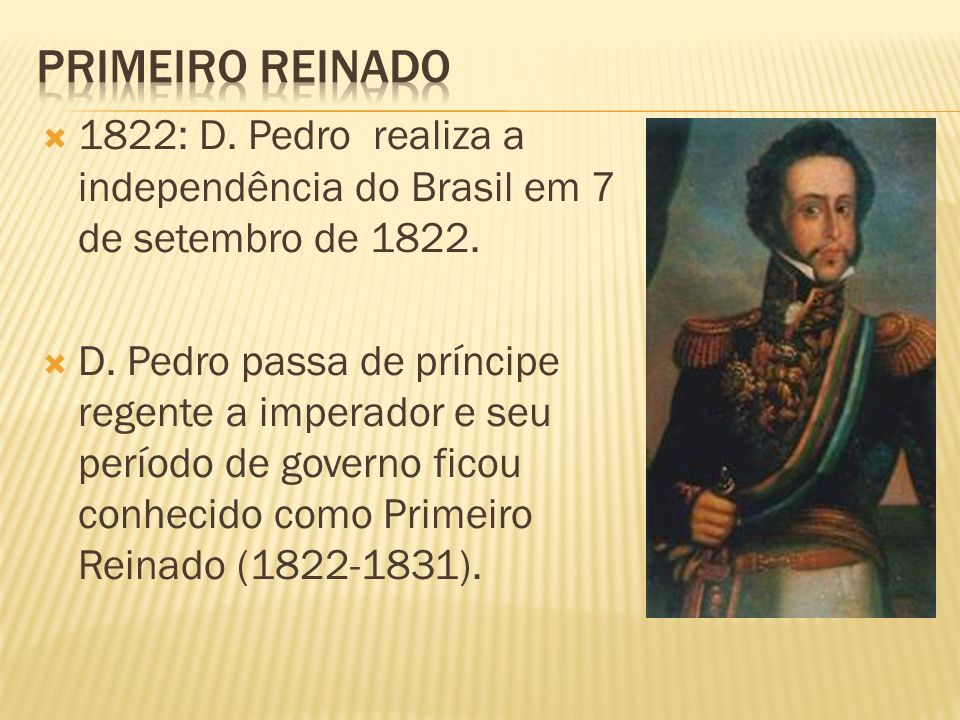 PRIMEIRO REINADO
1822: D. Pedro realiza a
independência do Brasil em 7
de setembro de 1822.
D. Pedro passa de príncipe
regente a imperador e seu
período de governo ficou
conhecido como Primeiro
Reinado (1822-1831).